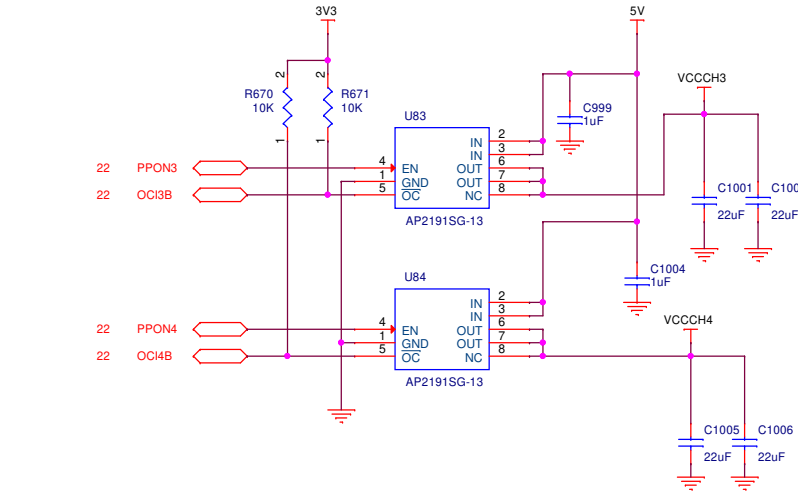 3V3
5V
VCCCH3
2
2
R670
10K
R671
10K
1
1
U83
C999
1uF
22 PPON3
22 OCI3B
4 EN
1 GND
5 OC
IN 2
IN 3
OUT 6
OUT 7
NC 8
AP2191SG-13
C1001
22uF
C100
22uF
C1004
1uF
U84
VCCCH4
22 PPON4
22 OCI4B
4 EN
1 GND
5 OC
IN 2
IN 3
OUT 6
OUT 7
NC 8
AP2191SG-13
C1005
22uF
C1006
22uF